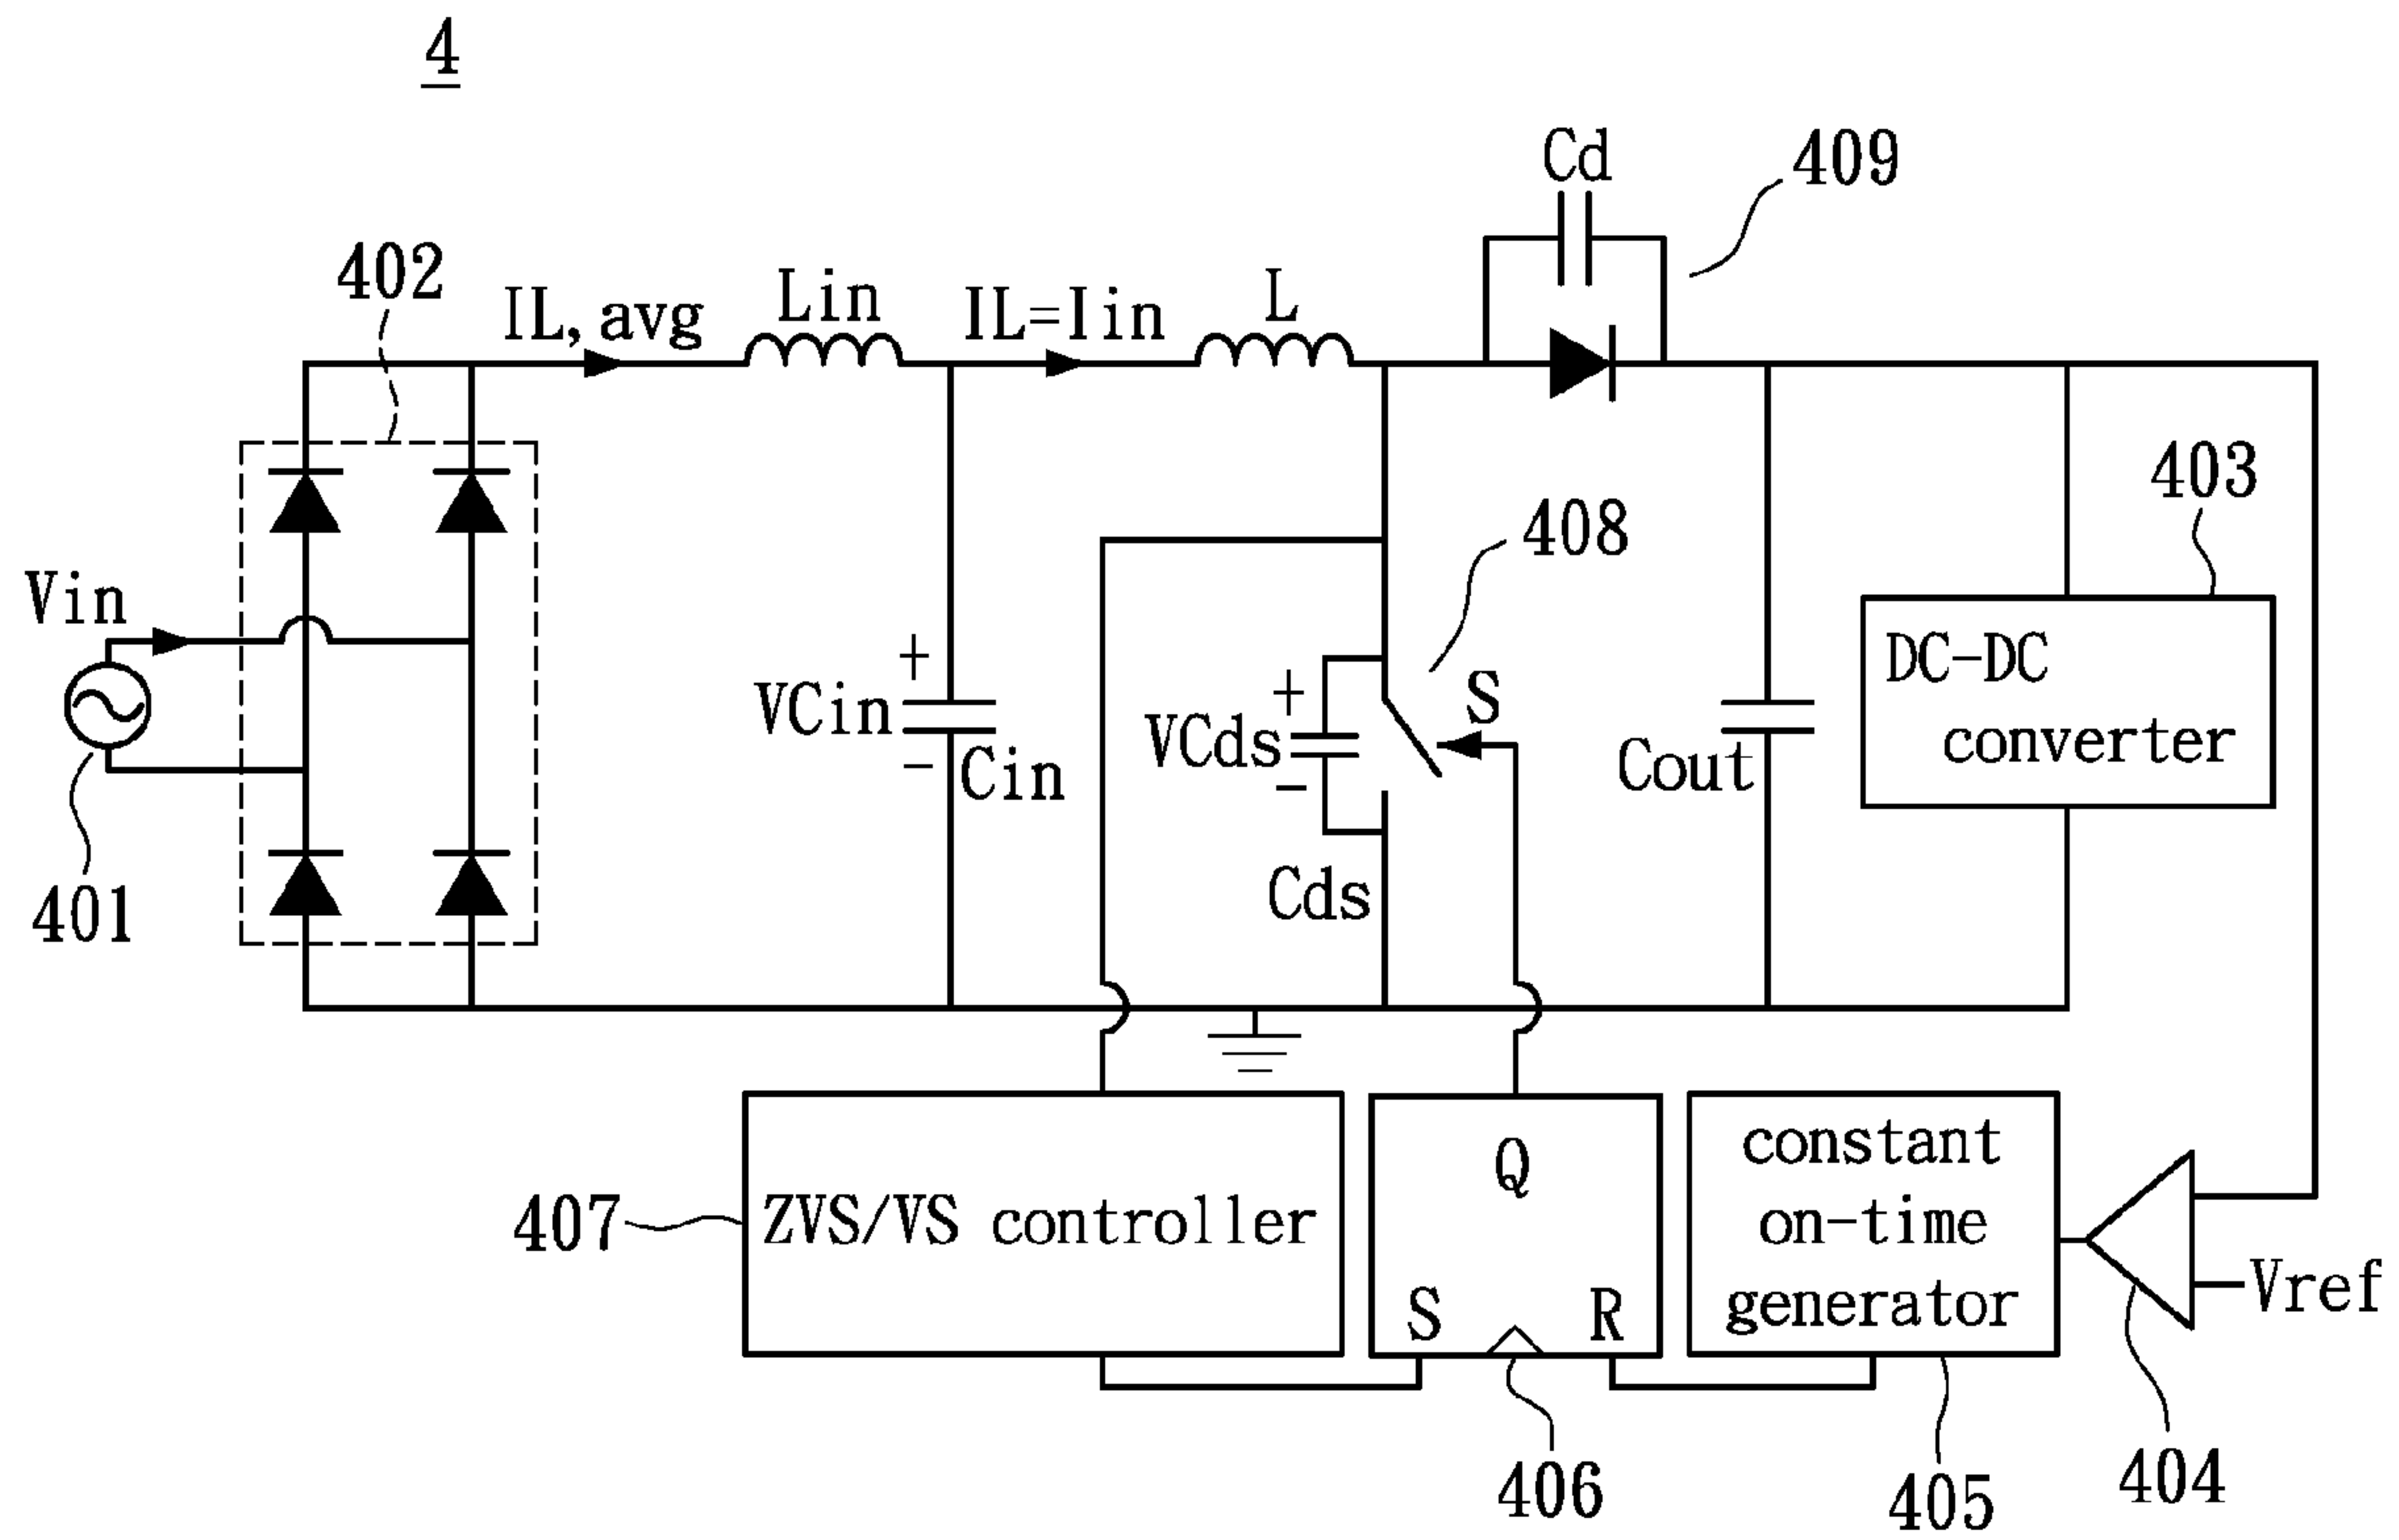 4
Cd
409
402
IL, avg
Lin
IL=Iin
L
403
408
Vin
DC-DC
converter
+
VCin
-
Cin
+
VCds
-
S
Cout
Cds
401
407
ZVS/VS controller
Q
S
R
constant
on-time
generator
Vref
406
405
404